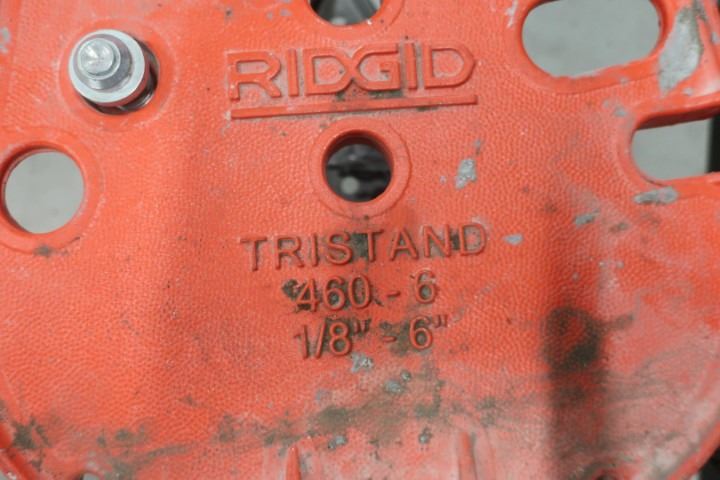 RIDGID
TRISTAND
460 - 6
1/8" - 6"